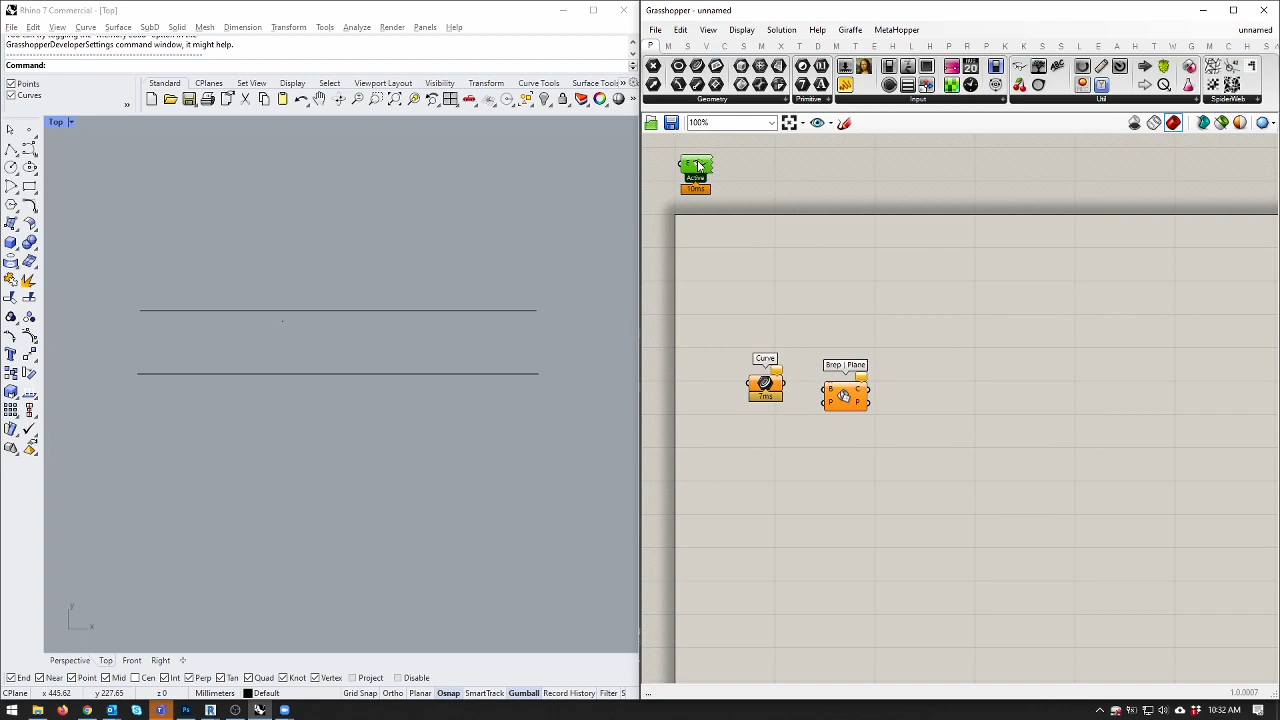 Rhino 7 Commercial - [Top]
File Edit View Curve Surface SubD Solid Mesh Dimension Transform Tools Analyze Render Panels Help
GrasshopperDeveloperSettings command window, it might help.
Command:
Points
Curves
Standard CPlanes Set View Display Select Viewport Layout Visibility Transform Curve Tools Surface Tools
Top
y
x
Perspective Top Front Right
End Near Point Mid Cen Int Perp Tan Quad Knot Vertex Project Disable
CPlane x 445.62 y 227.65 z 0 Millimeters Default Grid Snap Ortho Planar Osnap SmartTrack Gumball Record History Filter S
Grasshopper - unnamed
File Edit View Display Solution Help Giraffe MetaHopper unnamed
P M S V C S M I T D M A K L H E P L H S E A E B W M C G A
Geometry Primitive Input Util SpiderWeb
100%
E
Active
10ms
Curve
7ms
Brep | Plane
B C
P P
...
1.0.0007
10:32 AM